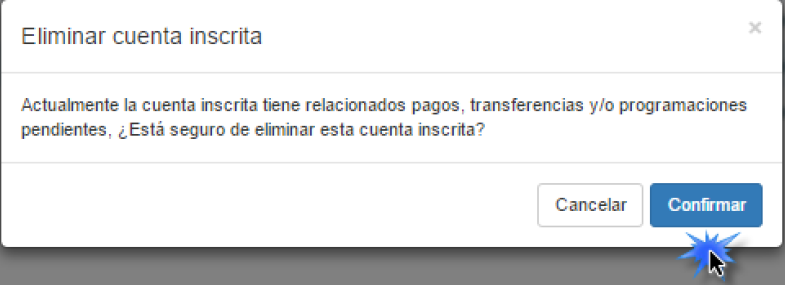 Eliminar cuenta inscrita
×
Actualmente la cuenta inscrita tiene relacionados pagos, transferencias y/o programaciones
pendientes, ¿Está seguro de eliminar esta cuenta inscrita?
Cancelar Confirmar